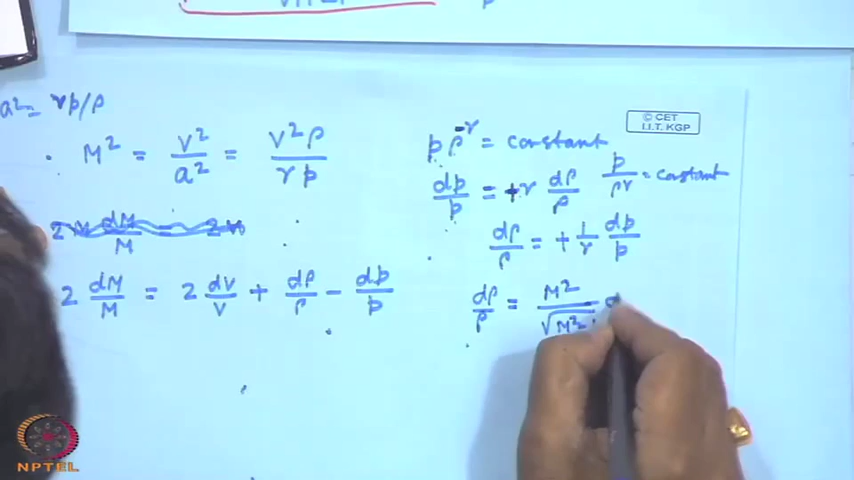 a² = γp/ρ
M² = V²/a² = V²ρ/γp
2 dM/M = 2 dV/V + dρ/ρ − dp/p
pρ^-γ = constant
dp/p = +γ dρ/ρ
p/ρ^γ = constant
dρ/ρ = +1/γ dp/p
dρ/ρ = M²/√M²
© CET
I.I.T. KGP
NPTEL